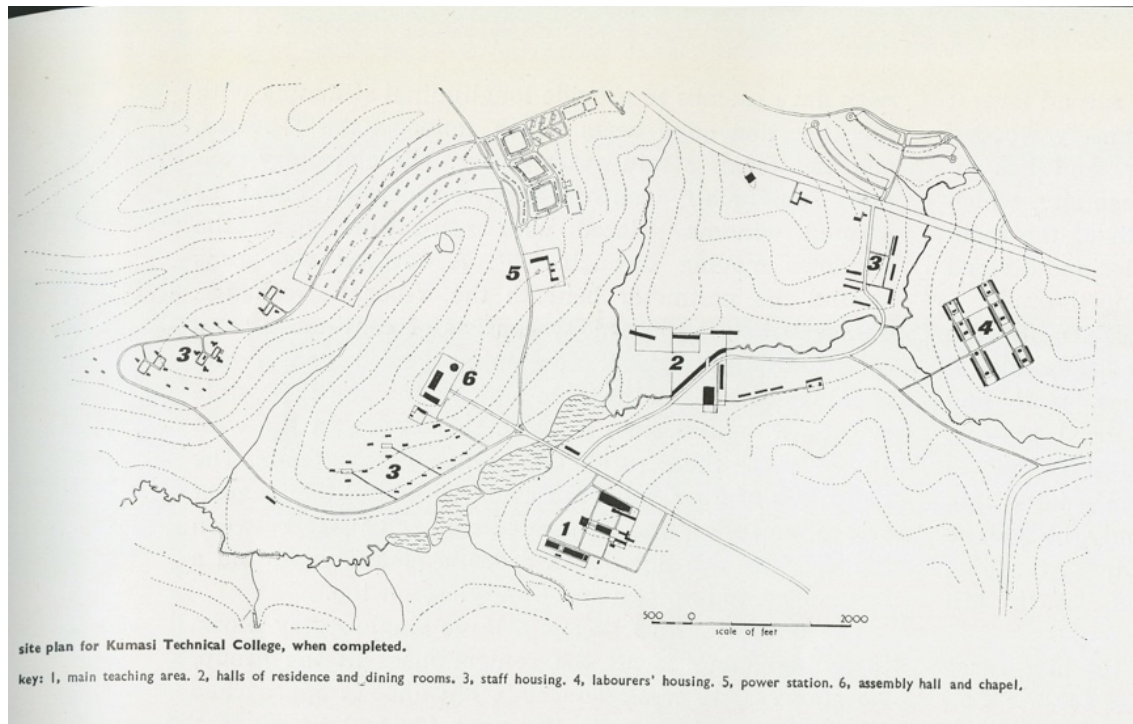 5
3
4
2
3
6
3
1
500 0 2000
scale of feet
site plan for Kumasi Technical College, when completed.
key: 1, main teaching area. 2, halls of residence and dining rooms. 3, staff housing. 4, labourers' housing. 5, power station. 6, assembly hall and chapel.